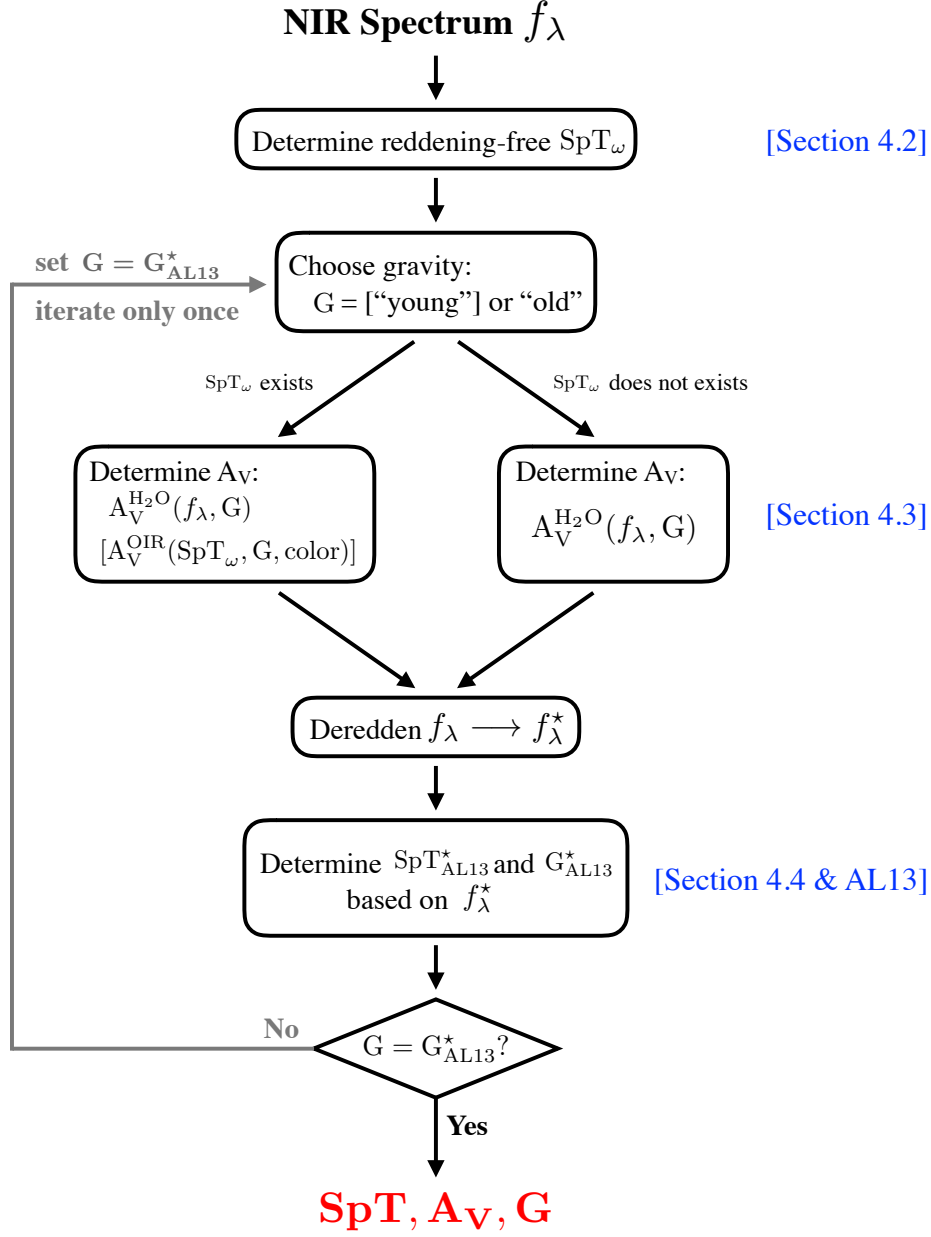 NIR Spectrum f_λ
Determine reddening-free SpT_ω
[Section 4.2]
set G = G^⋆_AL13
iterate only once
Choose gravity:
G = [“young”] or “old”
SpT_ω exists
SpT_ω does not exists
Determine A_V:
A_V^H₂O(f_λ, G)
[A_V^OIR(SpT_ω, G, color)]
Determine A_V:
A_V^H₂O(f_λ, G)
[Section 4.3]
Deredden f_λ ⟶ f^⋆_λ
Determine SpT^⋆_AL13 and G^⋆_AL13
based on f^⋆_λ
[Section 4.4 & AL13]
No
G = G^⋆_AL13?
Yes
SpT, A_V, G